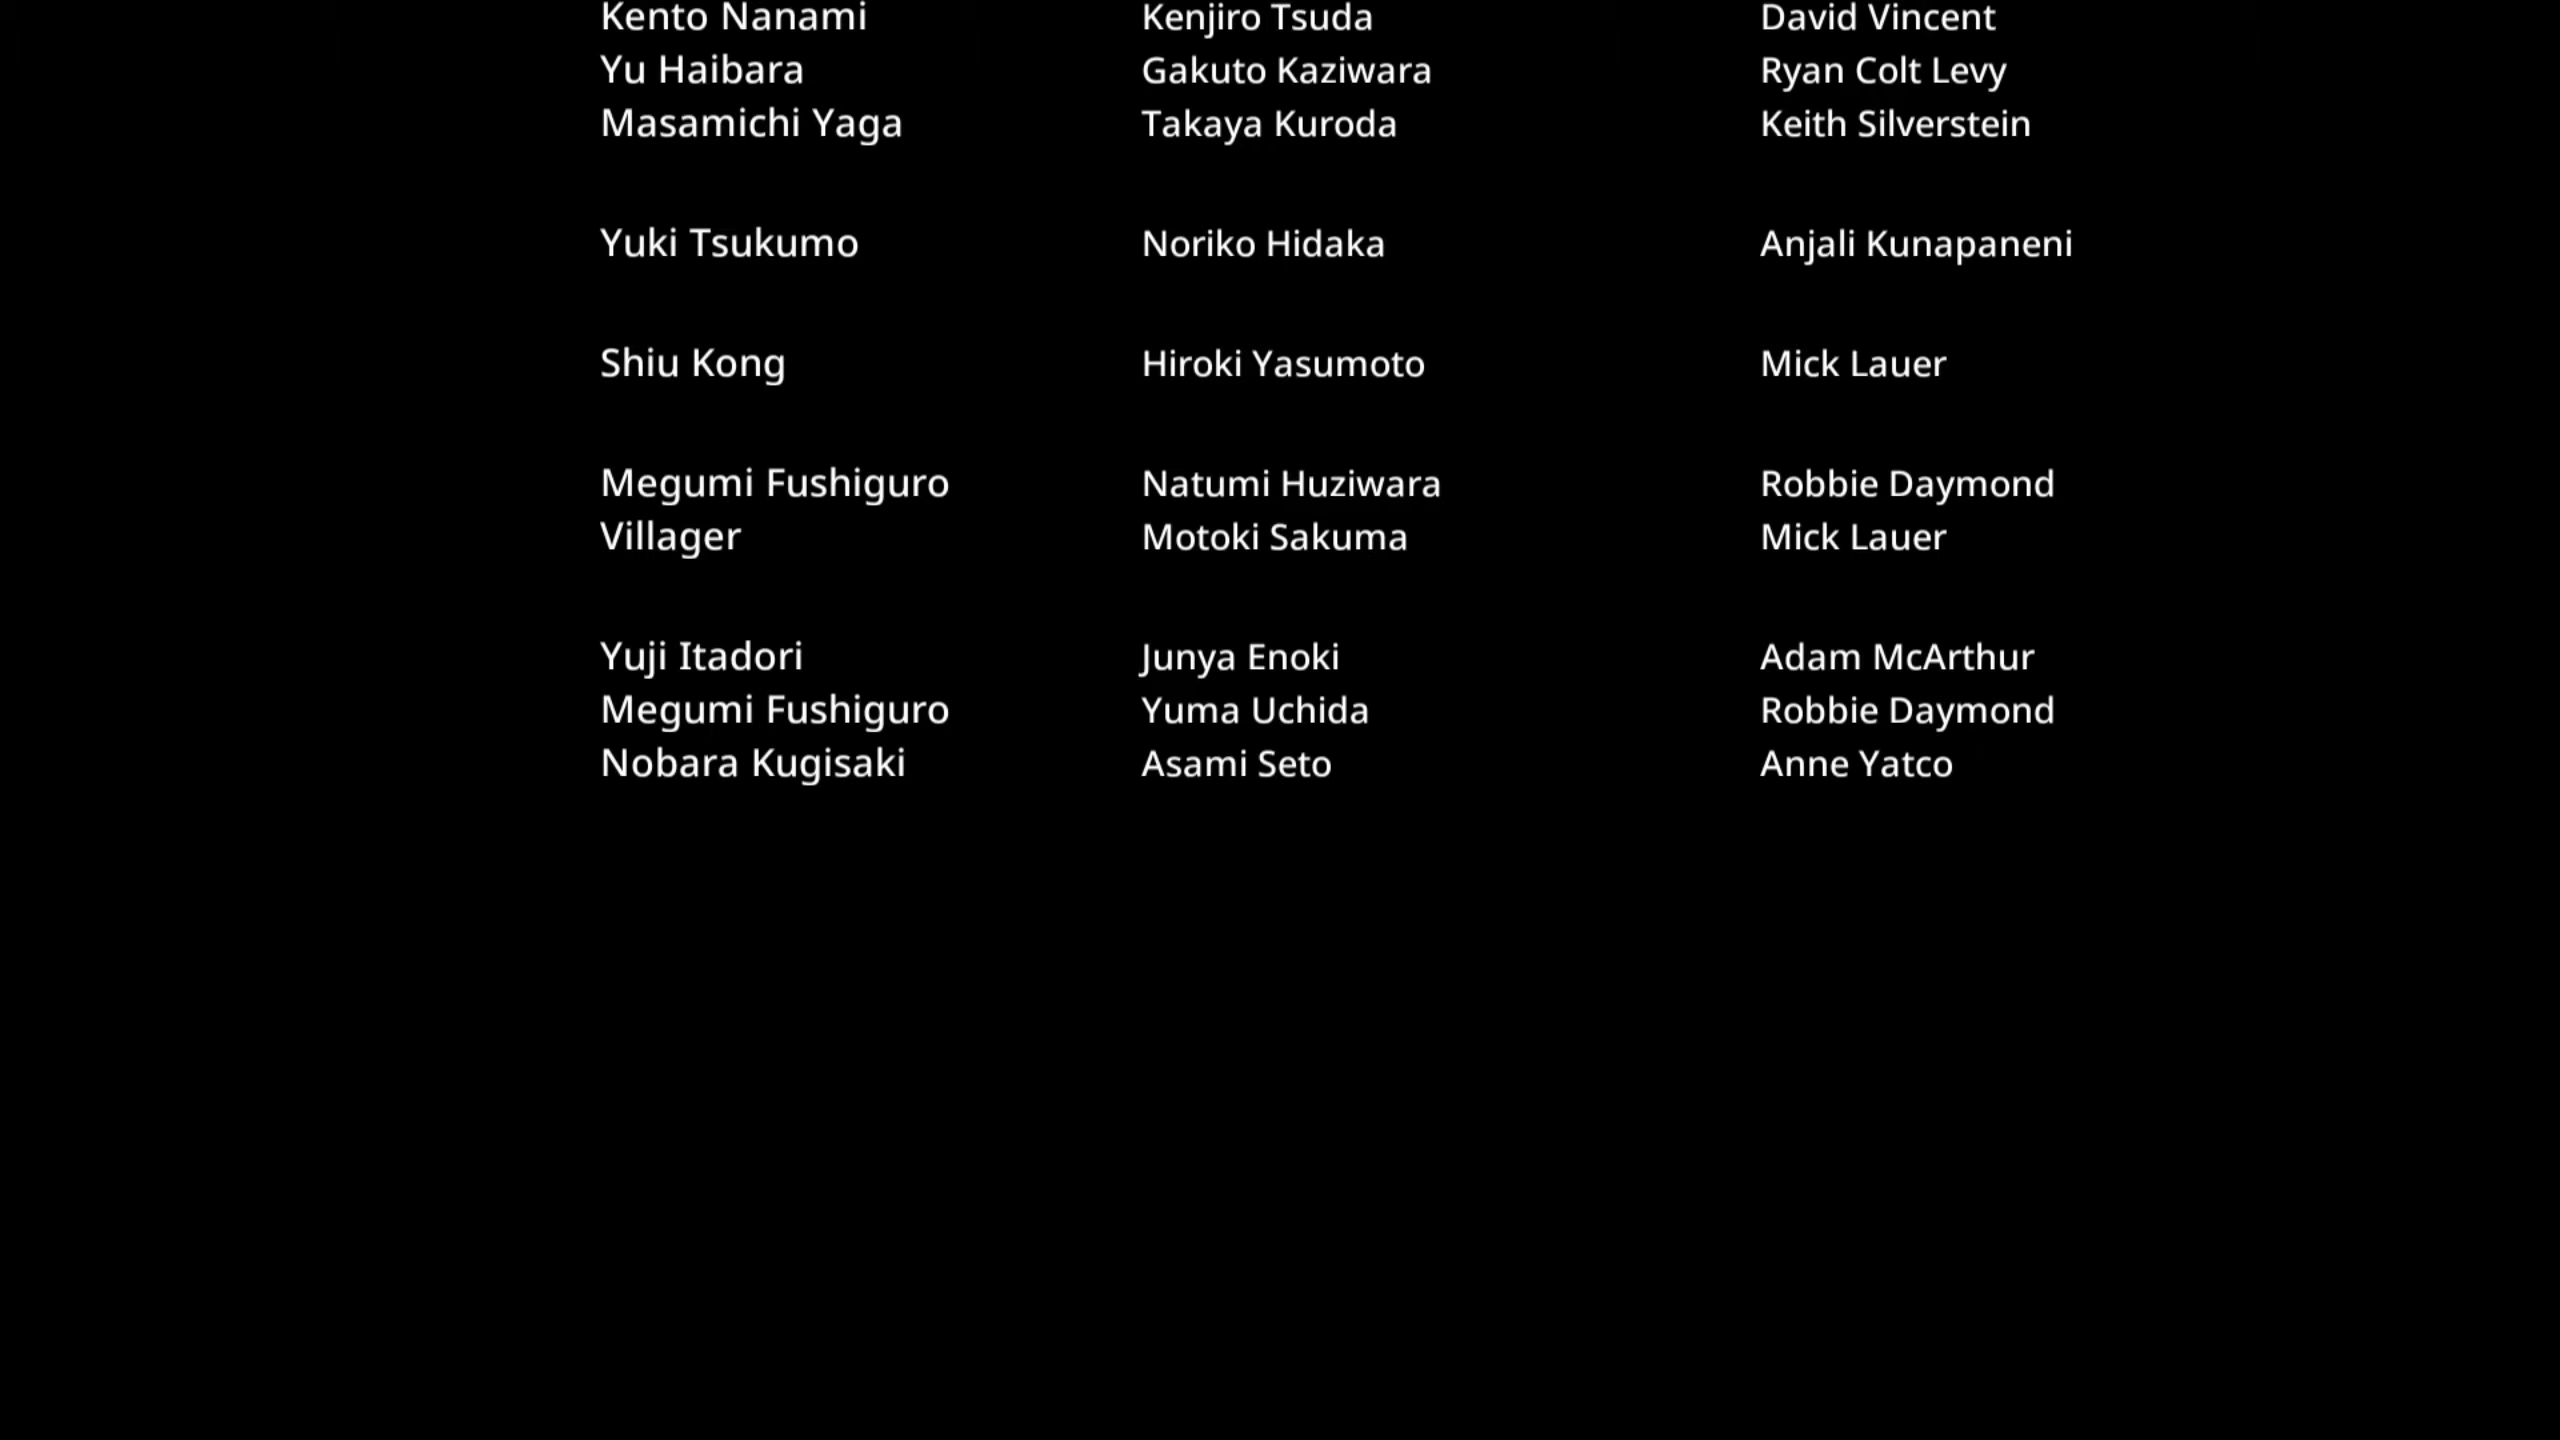 Kento Nanami Kenjiro Tsuda David Vincent
Yu Haibara Gakuto Kaziwara Ryan Colt Levy
Masamichi Yaga Takaya Kuroda Keith Silverstein
Yuki Tsukumo Noriko Hidaka Anjali Kunapaneni
Shiu Kong Hiroki Yasumoto Mick Lauer
Megumi Fushiguro Natumi Huziwara Robbie Daymond
Villager Motoki Sakuma Mick Lauer
Yuji Itadori Junya Enoki Adam McArthur
Megumi Fushiguro Yuma Uchida Robbie Daymond
Nobara Kugisaki Asami Seto Anne Yatco